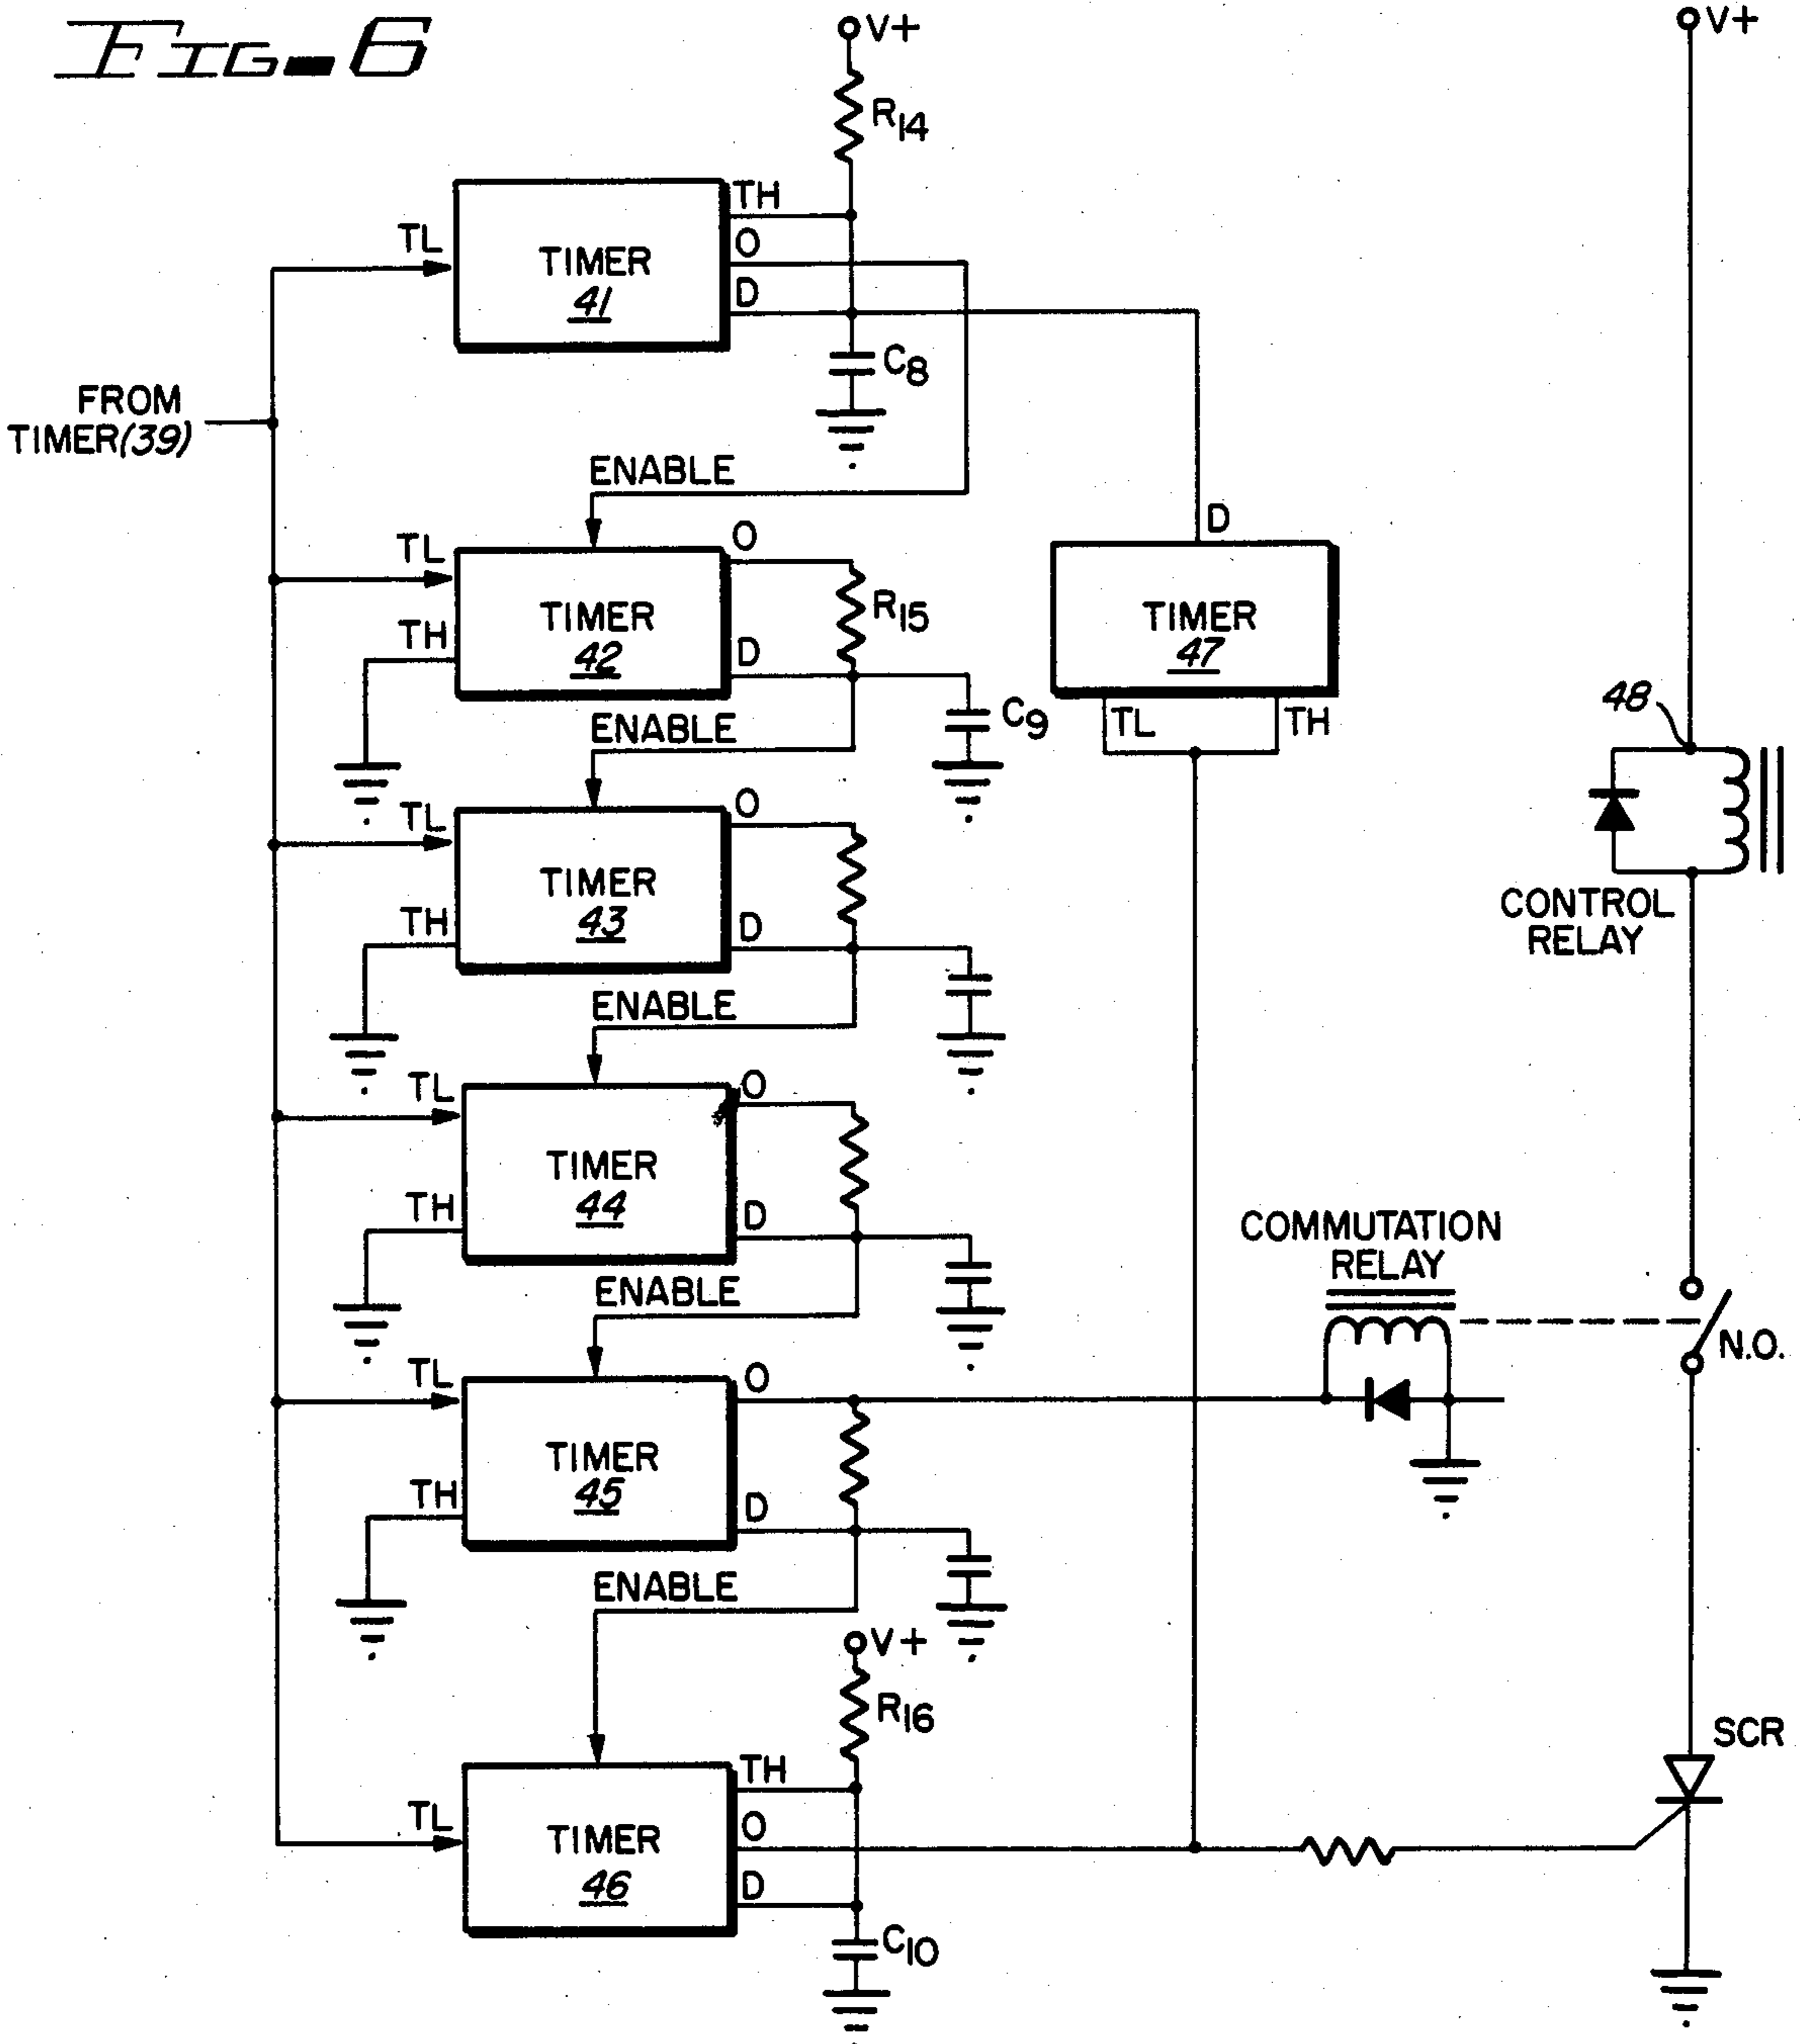 FIG-6
V+
V+
R14
TH
TL
O
TIMER
41
D
C8
FROM
TIMER(39)
ENABLE
D
TL
O
TIMER
42
R15
TH
D
TIMER
47
TL
TH
C9
48
ENABLE
TL
O
TIMER
43
TH
D
CONTROL
RELAY
ENABLE
TL
O
TIMER
44
TH
D
COMMUTATION
RELAY
N.O.
ENABLE
TL
O
TIMER
45
TH
D
ENABLE
V+
R16
SCR
TH
TL
O
TIMER
46
D
C10